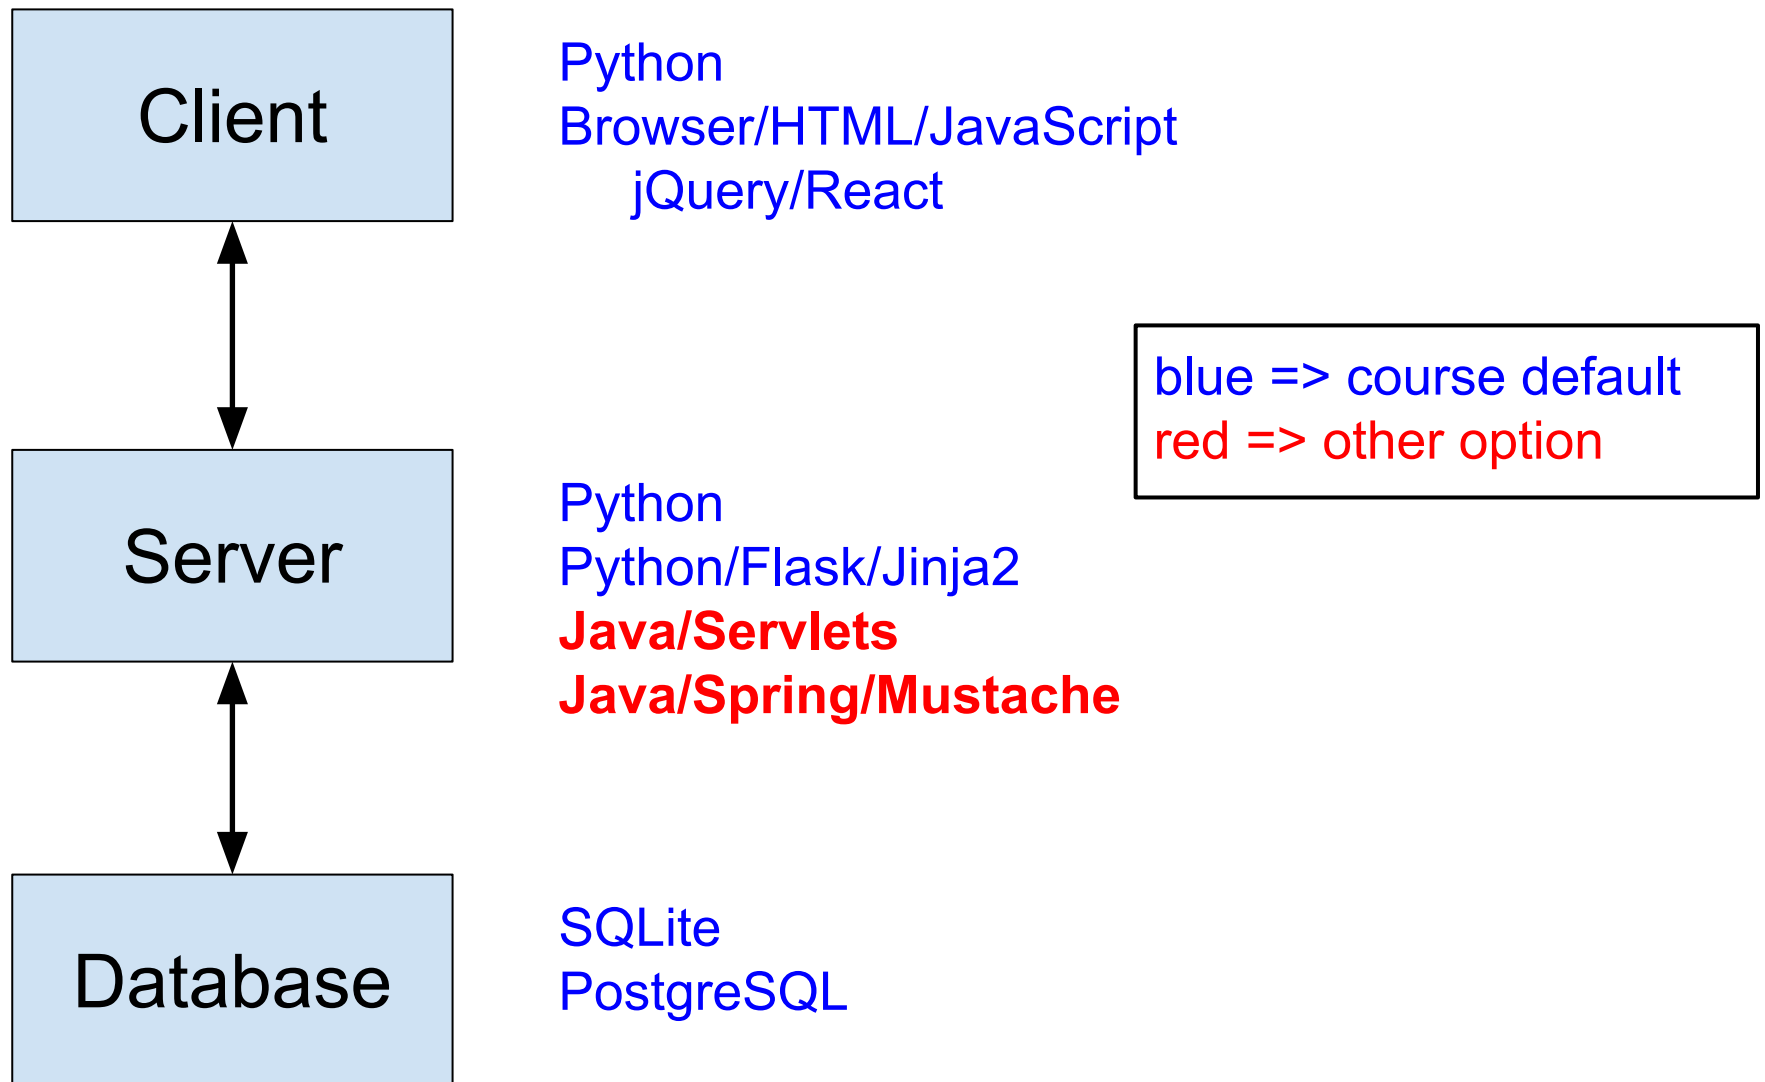 Client
Python
Browser/HTML/JavaScript
jQuery/React
blue => course default
red => other option
Server
Python
Python/Flask/Jinja2
Java/Servlets
Java/Spring/Mustache
Database
SQLite
PostgreSQL